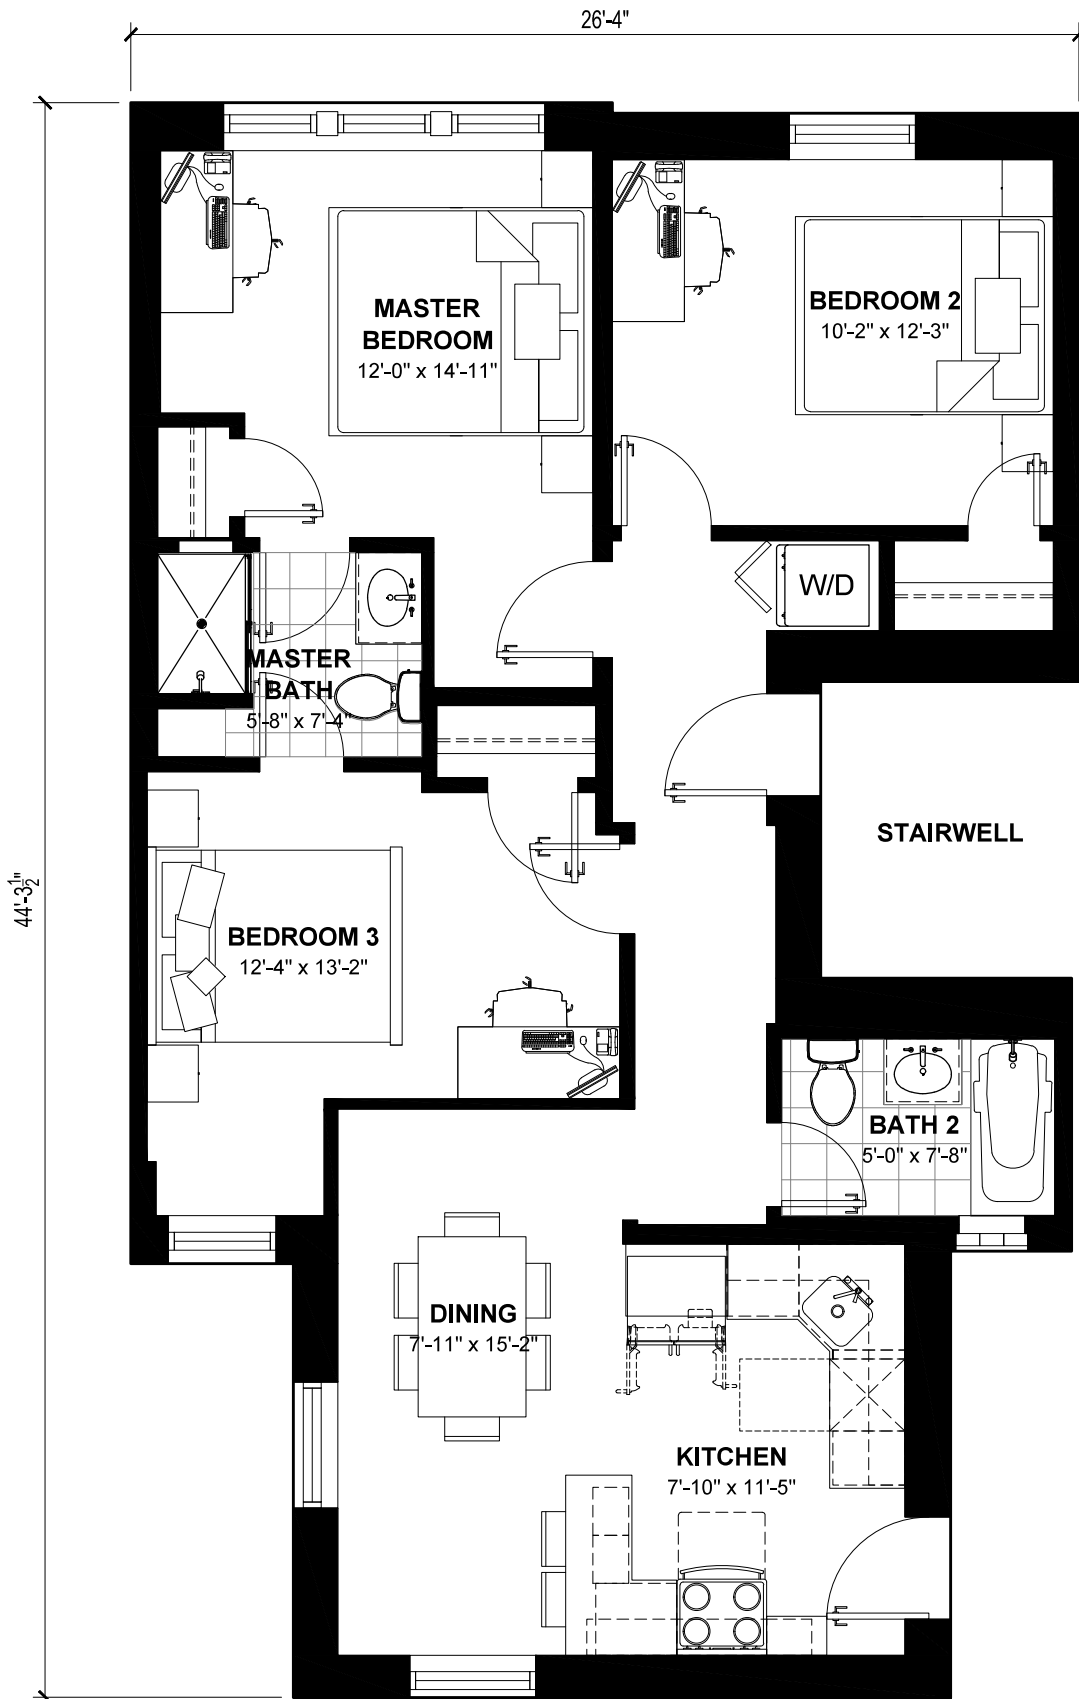 26'-4"
44'-3 1/2"
MASTER
BEDROOM
12'-0" x 14'-11"
BEDROOM 2
10'-2" x 12'-3"
W/D
MASTER
BATH
5'-8" x 7'-4"
STAIRWELL
BEDROOM 3
12'-4" x 13'-2"
BATH 2
5'-0" x 7'-8"
DINING
7'-11" x 15'-2"
KITCHEN
7'-10" x 11'-5"